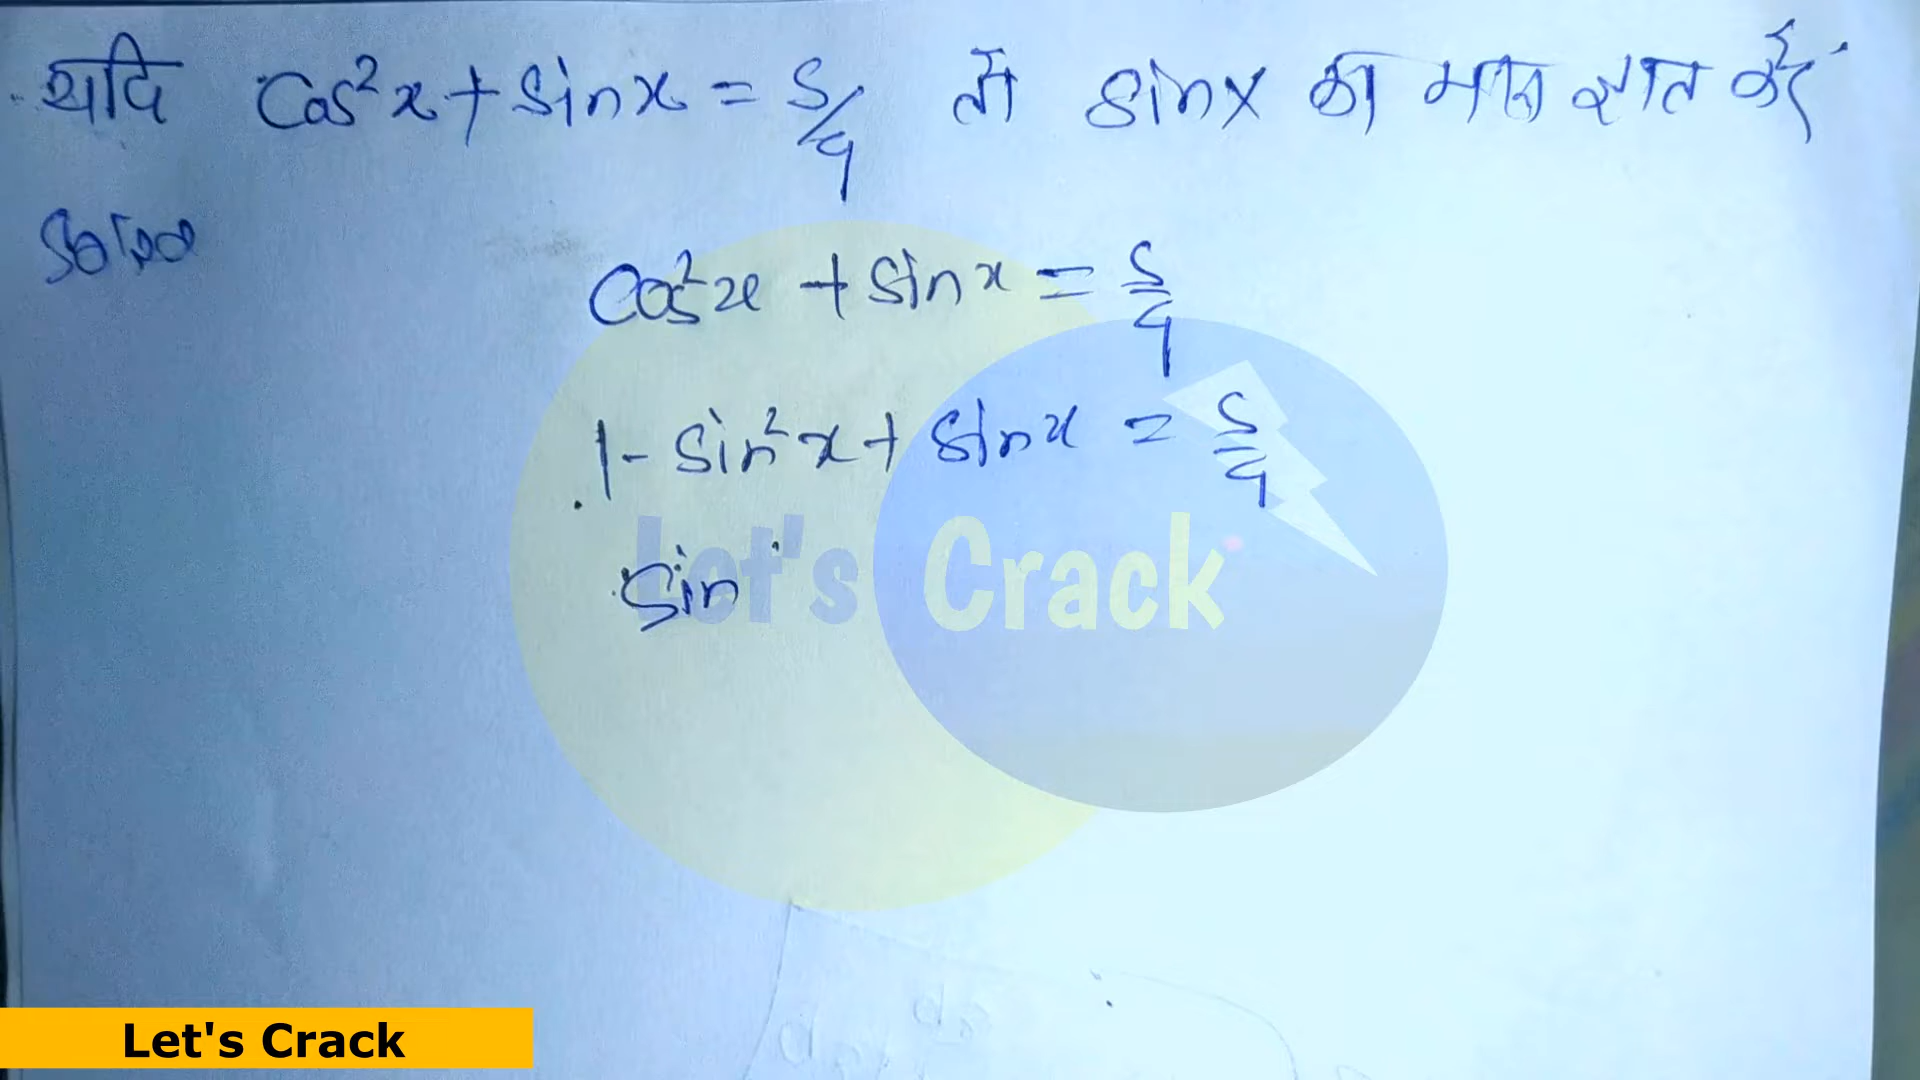 यदि Cos²x + sinx = 5/4 तो sinx का मान ज्ञात करें
Cos²x + sinx = 5/4
1 - sin²x + sinx = 5/4
sin
Let's Crack
Let's Crack